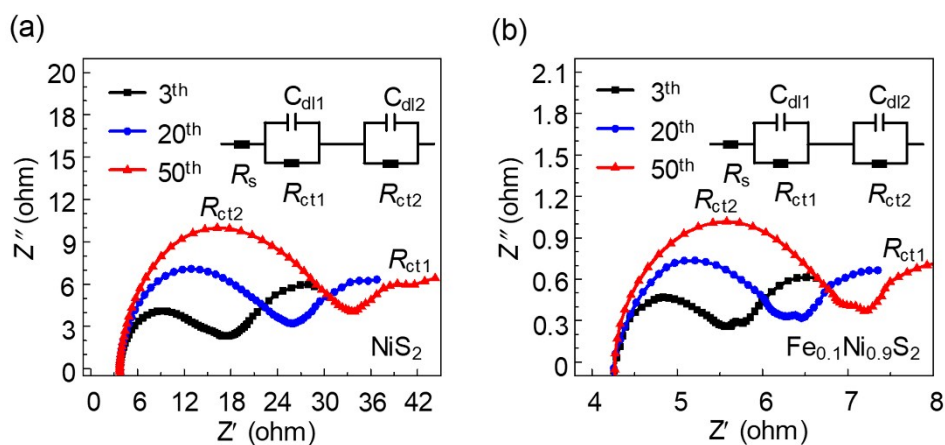 (a)
20
18
15
12
10
8
6
3
0
Z″ (ohm)
3th
20th
50th
Cdl1
Cdl2
Rs
Rct1
Rct2
Rct2
Rct1
NiS2
0 6 12 18 24 30 36 42
Z′ (ohm)
(b)
2.1
1.8
1.5
1.2
0.9
0.6
0.3
0
Z″ (ohm)
3th
20th
50th
Cdl1
Cdl2
Rs
Rct1
Rct2
Rct2
Rct1
Fe0.1Ni0.9S2
4 5 6 7 8
Z′ (ohm)